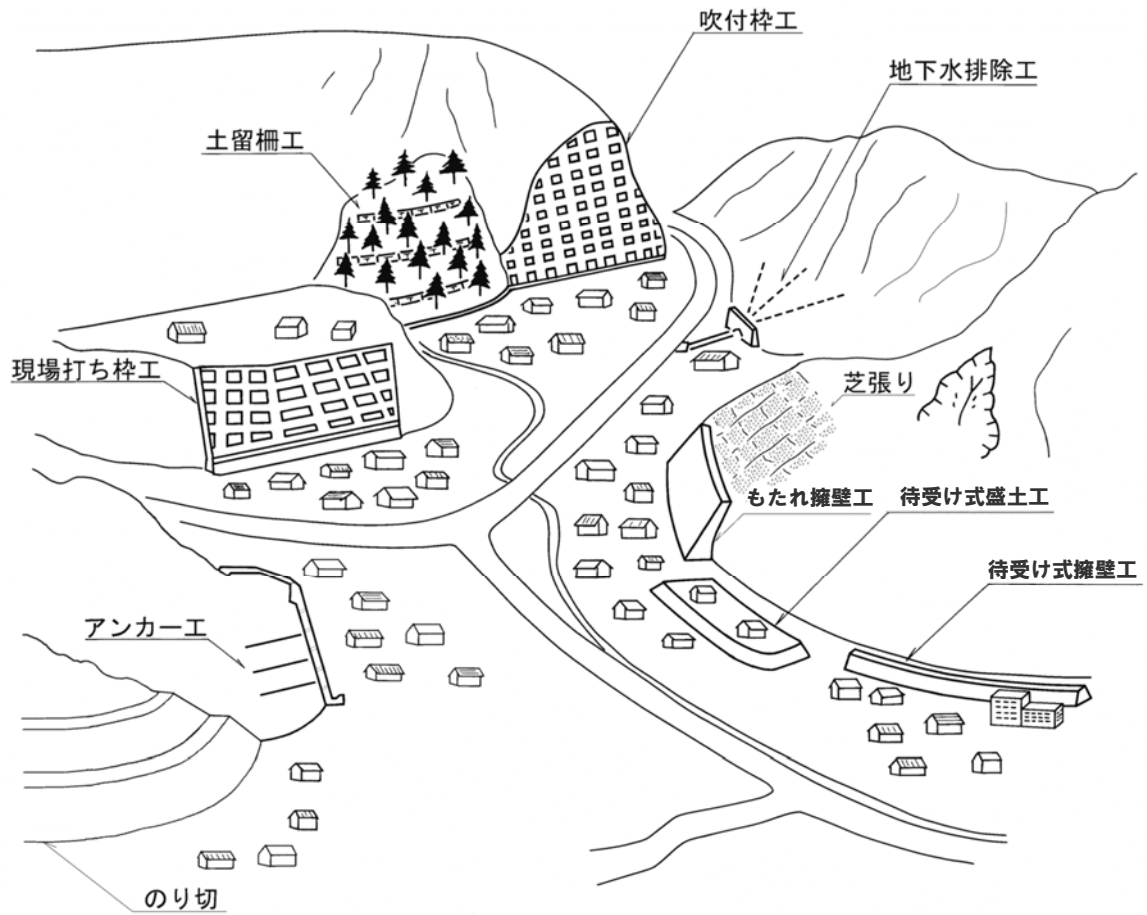 吹付枠工
地下水排除工
土留柵工
現場打ち枠工
芝張り
もたれ擁壁工
待受け式盛土工
待受け式擁壁工
アンカー工
のり切